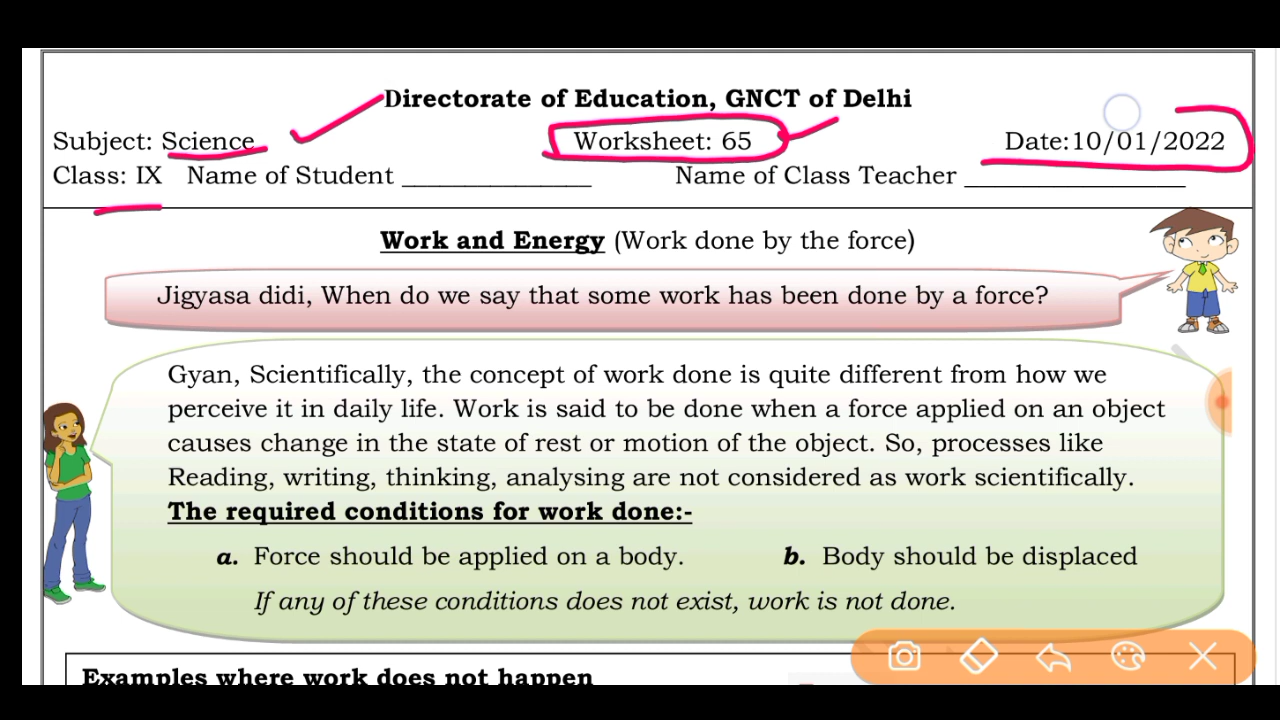 Directorate of Education, GNCT of Delhi
Subject: Science Worksheet: 65 Date:10/01/2022
Class: IX Name of Student _______________ Name of Class Teacher _________________
Work and Energy (Work done by the force)
Jigyasa didi, When do we say that some work has been done by a force?
Gyan, Scientifically, the concept of work done is quite different from how we
perceive it in daily life. Work is said to be done when a force applied on an object
causes change in the state of rest or motion of the object. So, processes like
Reading, writing, thinking, analysing are not considered as work scientifically.
The required conditions for work done:-
a. Force should be applied on a body. b. Body should be displaced
If any of these conditions does not exist, work is not done.
Examples where work does not happen